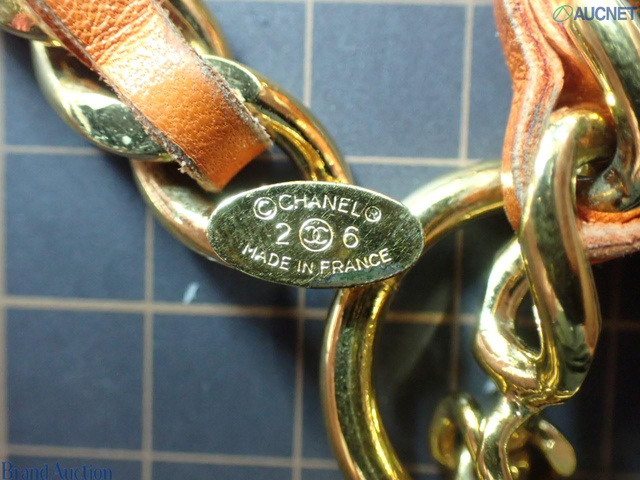 AUCNET
© CHANEL ®
2 6
MADE IN FRANCE
Brand Auction